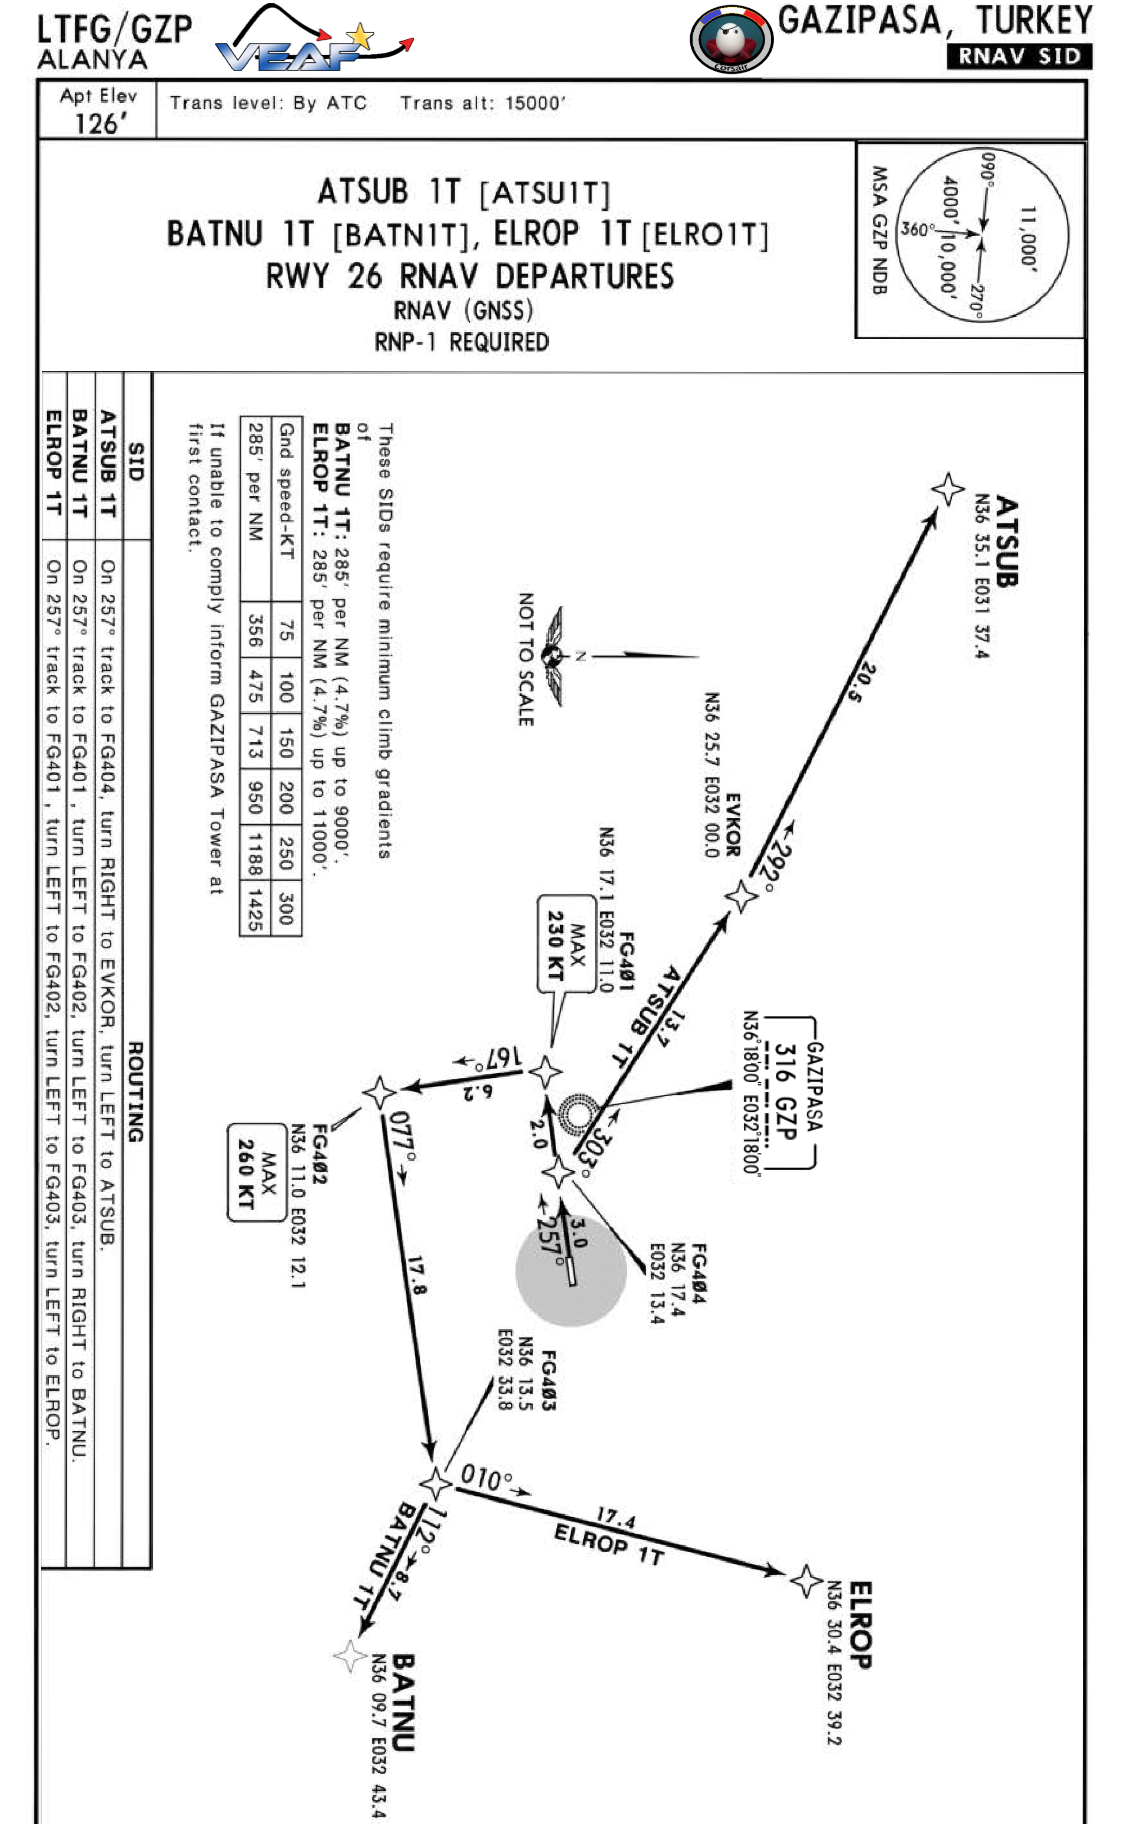 LTFG/GZP
ALANYA
VEAF
Corsair
GAZIPASA, TURKEY
RNAV SID
Apt Elev
126'
Trans level: By ATC Trans alt: 15000'
ATSUB 1T [ATSU1T]
BATNU 1T [BATN1T], ELROP 1T [ELRO1T]
RWY 26 RNAV DEPARTURES
RNAV (GNSS)
RNP-1 REQUIRED
11,000'
090°
270°
4000'
10,000'
360°
MSA GZP NDB
ATSUB
N36 35.1 E031 37.4
20.5
292°
EVKOR
N36 25.7 E032 00.0
13.7
ATSUB 1T
303°
GAZIPASA
316 GZP
N36°18'00" E032°18'00"
FG401
N36 17.1 E032 11.0
MAX
230 KT
2.0
FG404
N36 17.4
E032 13.4
3.0
257°
167°
6.2
FG402
N36 11.0 E032 12.1
MAX
260 KT
077°
17.8
FG403
N36 13.5
E032 33.8
010°
17.4
ELROP 1T
ELROP
N36 30.4 E032 39.2
112°
8.7
BATNU 1T
BATNU
N36 09.7 E032 43.4
N
NOT TO SCALE
These SIDs require minimum climb gradients
of
BATNU 1T: 285' per NM (4.7%) up to 9000'.
ELROP 1T: 285' per NM (4.7%) up to 11000'.
Gnd speed-KT 75 100 150 200 250 300
285' per NM 356 475 713 950 1188 1425
If unable to comply inform GAZIPASA Tower at
first contact.
SID ROUTING
ATSUB 1T On 257° track to FG404, turn RIGHT to EVKOR, turn LEFT to ATSUB.
BATNU 1T On 257° track to FG401 , turn LEFT to FG402, turn LEFT to FG403, turn RIGHT to BATNU.
ELROP 1T On 257° track to FG401 , turn LEFT to FG402, turn LEFT to FG403, turn LEFT to ELROP.